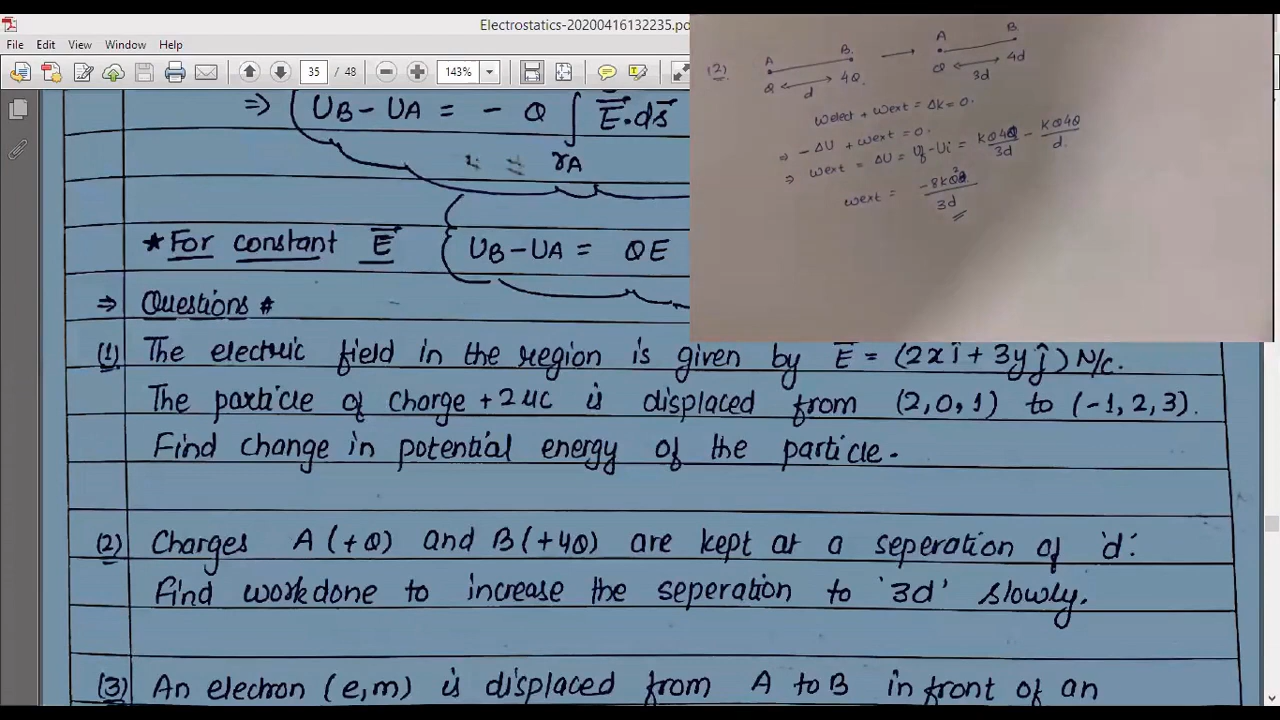 Electrostatics-20200416132235.pd
File Edit View Window Help
35 / 48
143%
(2) A B → A B
Q d 4Q Q 3d 4d
Welect + Wext = Δk = 0.
⇒ - ΔU + Wext = 0.
⇒ Wext = ΔU = Uf - Ui = KQ4Q/3d - KQ4Q/d.
Wext = -8KQ²/3d
⇒ UB - UA = - Q ∫ E⃗.ds⃗
rA
* For constant E⃗ UB - UA = QE
⇒ Questions *
(1) The electric field in the region is given by E⃗ = (2xî + 3yĵ) N/c.
The particle of charge +2uc is displaced from (2,0,1) to (-1,2,3).
Find change in potential energy of the particle.
(2) Charges A(+Q) and B(+4Q) are kept at a seperation of 'd'.
Find workdone to increase the seperation to '3d' slowly.
(3) An electron (e,m) is displaced from A to B in front of an